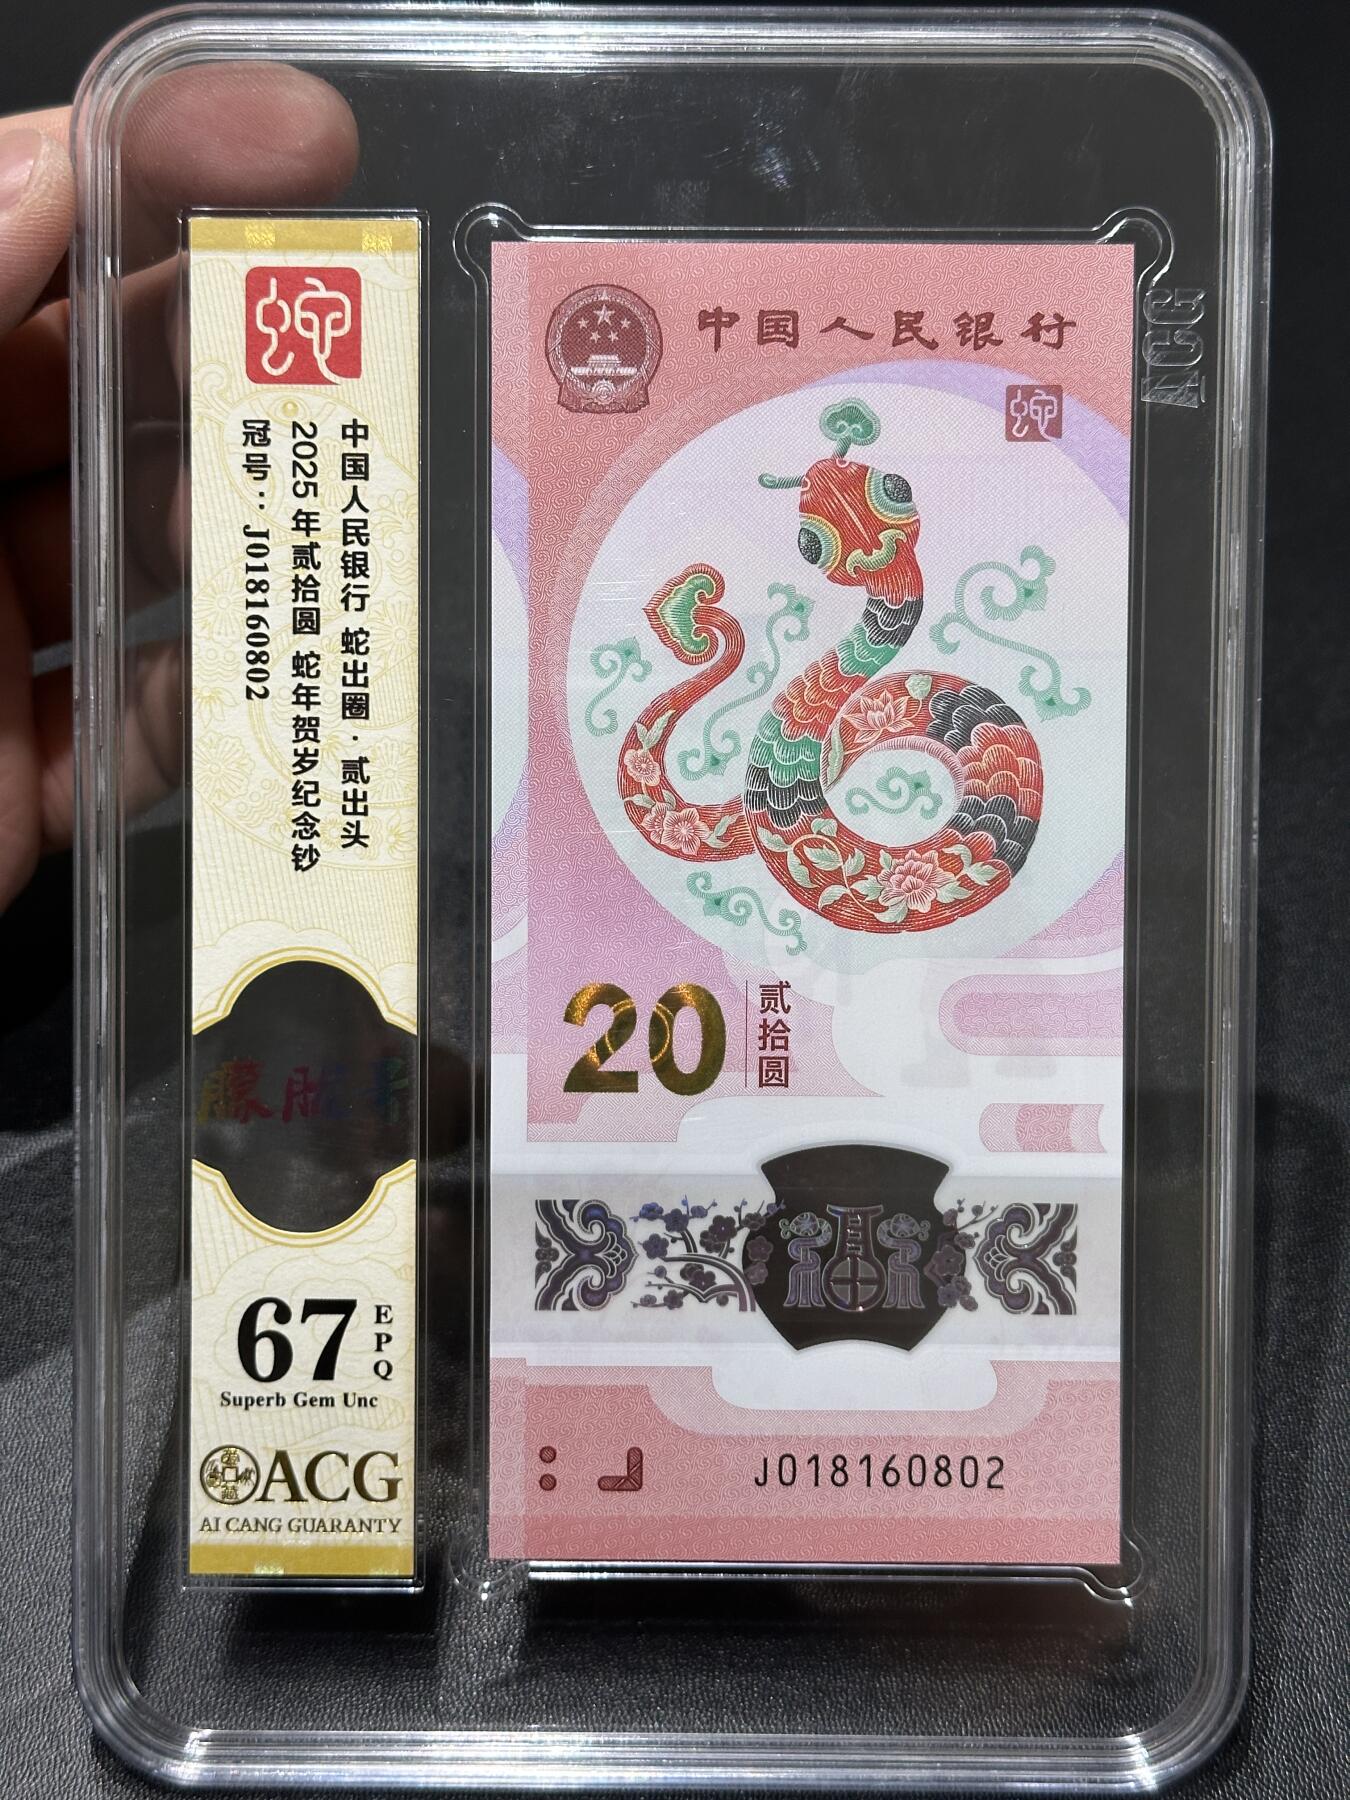 蛇
中国人民银行 蛇出圈·贰出头
2025年贰拾圆 蛇年贺岁纪念钞
冠号：J018160802
67
EPQ
Superb Gem Unc
ACG
AI CANG GUARANTY
中国人民银行
蛇
20
贰拾圆
J018160802
ACG